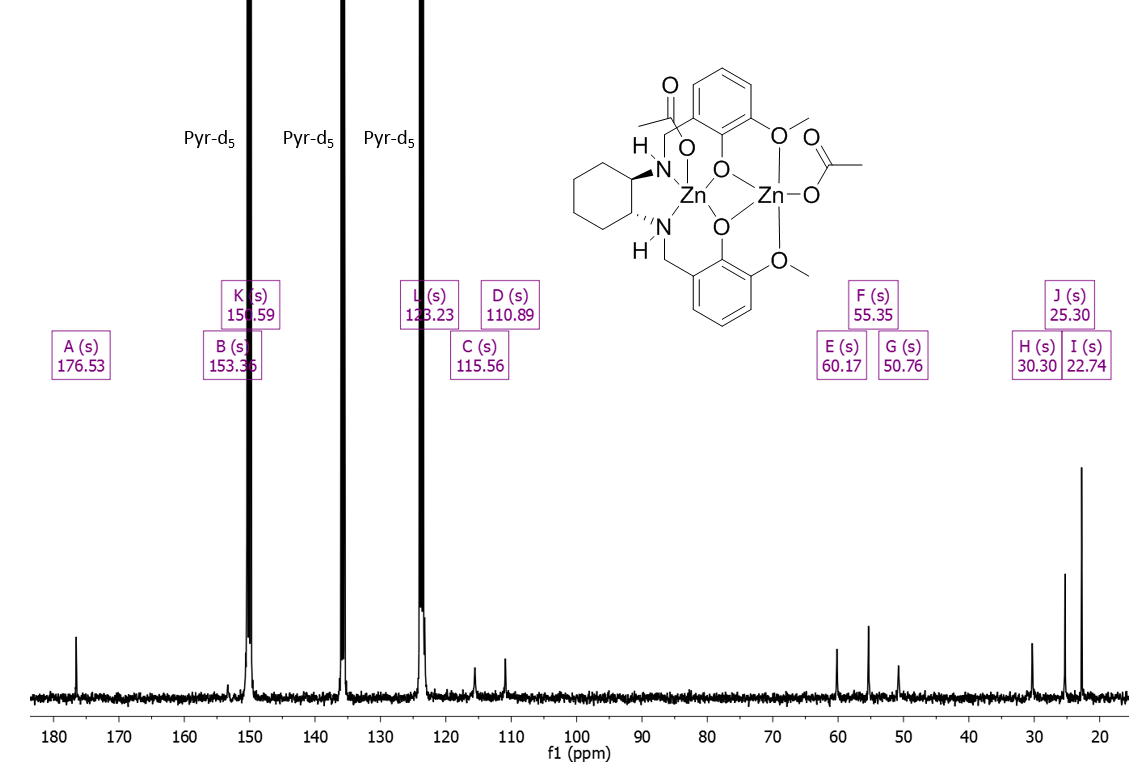 Pyr-d5
Pyr-d5
Pyr-d5
O
O
H
N
O
O
O
Zn
Zn
O
N
H
O
O
K (s)
150.59
L (s)
123.23
D (s)
110.89
F (s)
55.35
J (s)
25.30
A (s)
176.53
B (s)
153.36
C (s)
115.56
E (s)
60.17
G (s)
50.76
H (s)
30.30
I (s)
22.74
180 170 160 150 140 130 120 110 100 90 80 70 60 50 40 30 20
f1 (ppm)